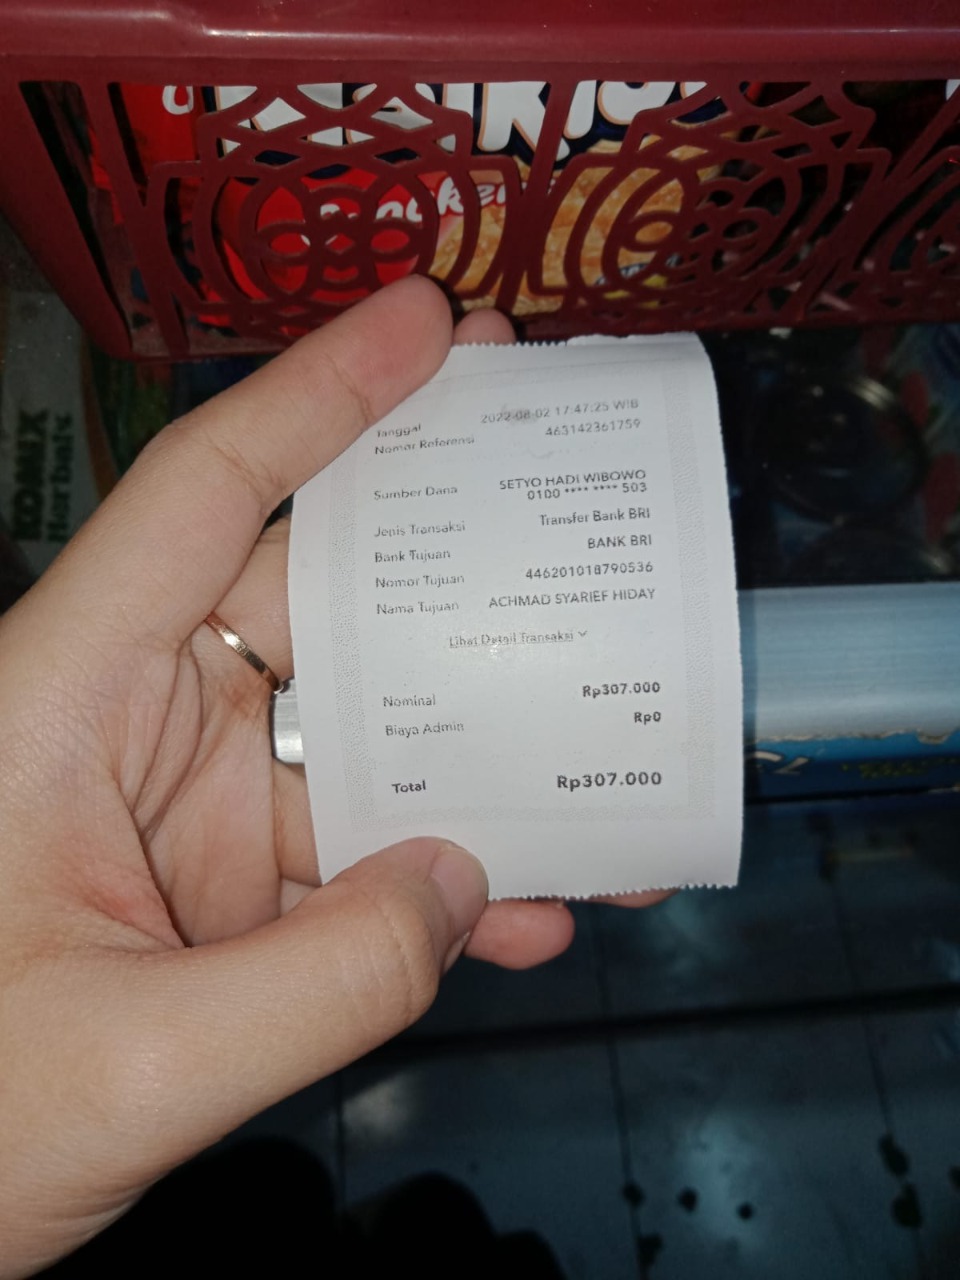 KOMIX
Herbal
Tanggal 2022-08-02 17:47:25 WIB
Nomor Referensi 463142361759
Sumber Dana SETYO HADI WIBOWO
0100 **** **** 503
Jenis Transaksi Transfer Bank BRI
Bank Tujuan BANK BRI
Nomor Tujuan 446201018790536
Nama Tujuan ACHMAD SYARIEF HIDAY
Lihat Detail Transaksi
Nominal Rp307.000
Biaya Admin Rp0
Total Rp307.000